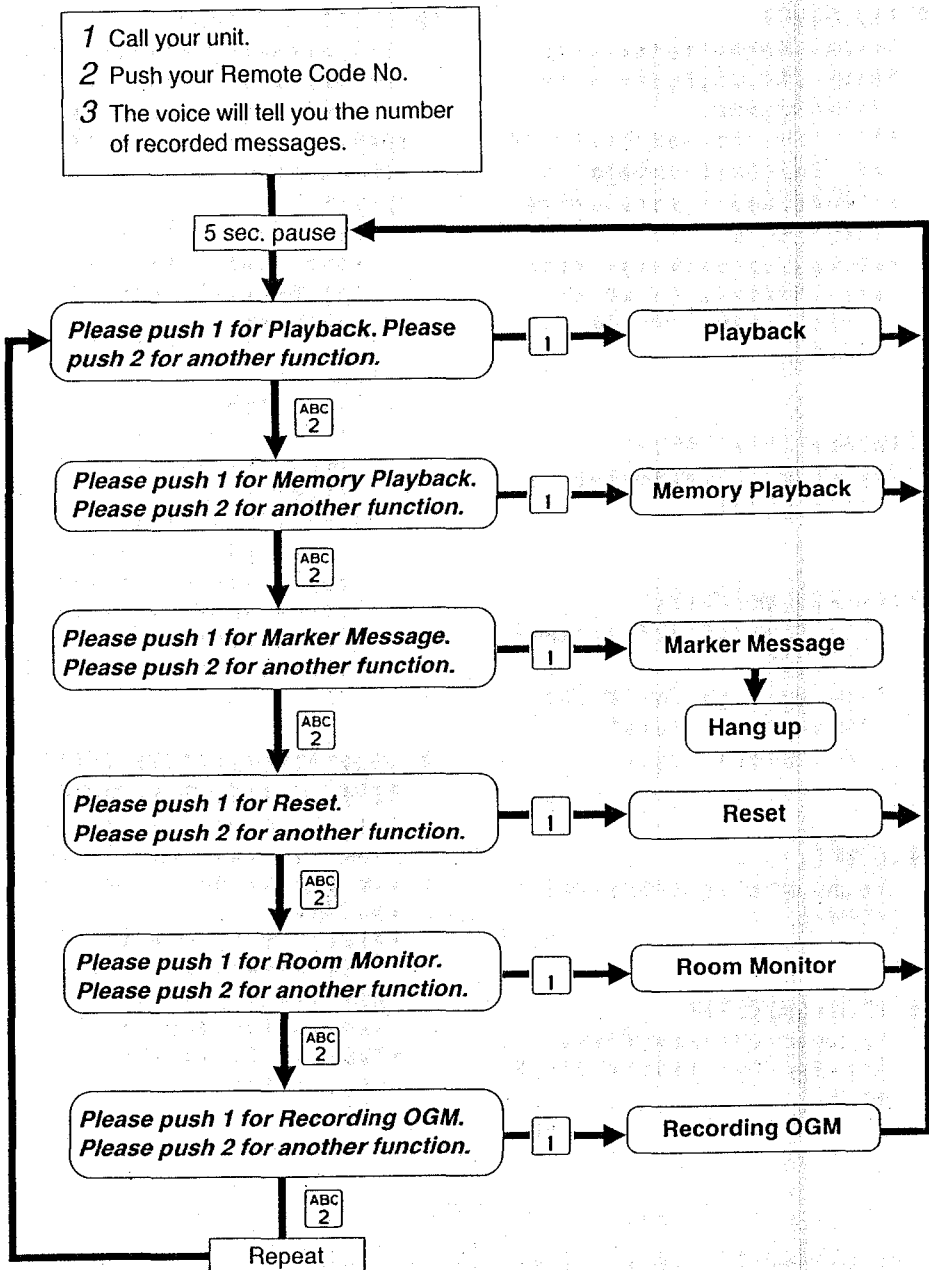 1 Call your unit.
2 Push your Remote Code No.
3 The voice will tell you the number
of recorded messages.
5 sec. pause
Please push 1 for Playback. Please
push 2 for another function.
1
Playback
ABC
2
Please push 1 for Memory Playback.
Please push 2 for another function.
1
Memory Playback
ABC
2
Please push 1 for Marker Message.
Please push 2 for another function.
1
Marker Message
Hang up
ABC
2
Please push 1 for Reset.
Please push 2 for another function.
1
Reset
ABC
2
Please push 1 for Room Monitor.
Please push 2 for another function.
1
Room Monitor
ABC
2
Please push 1 for Recording OGM.
Please push 2 for another function.
1
Recording OGM
ABC
2
Repeat